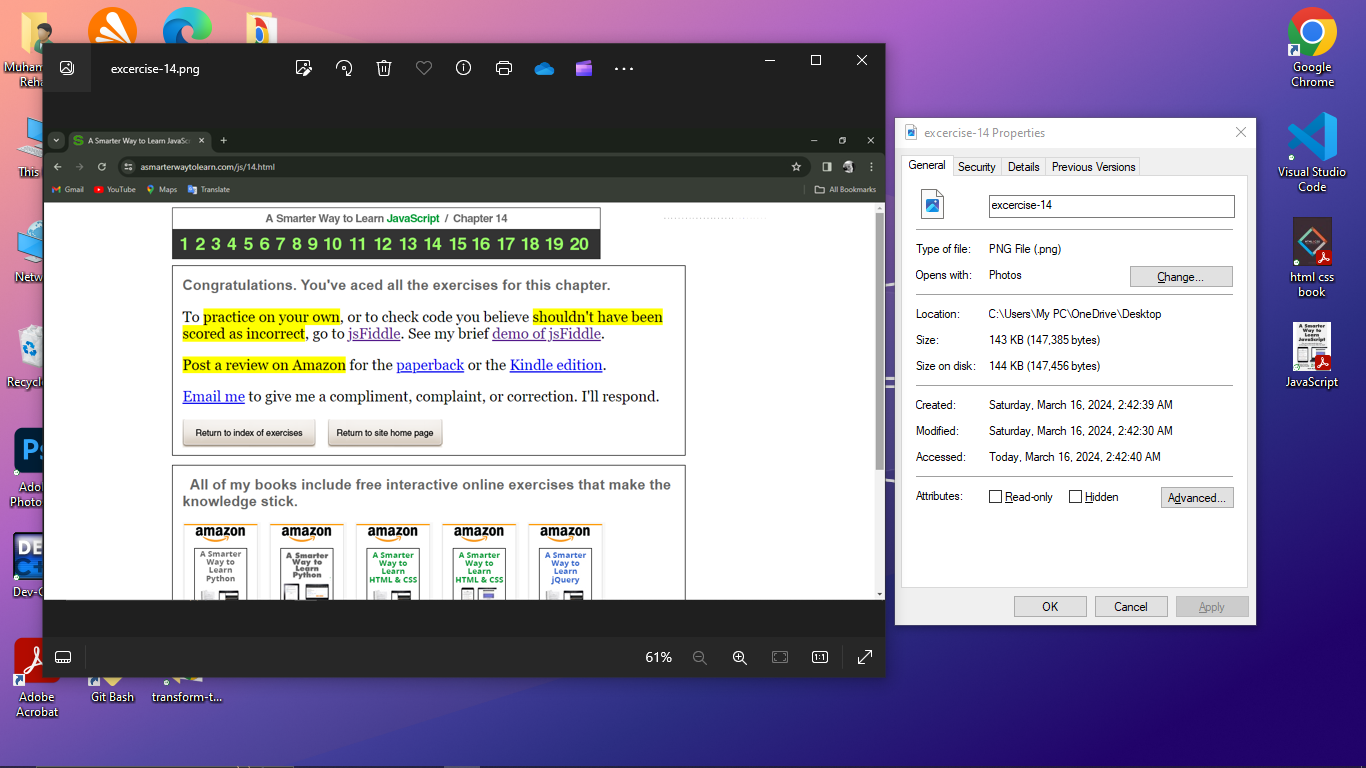 Muham
Reha
This
Netw
Recycle
Ado
Photo
Dev-C
Adobe
Acrobat
Git Bash
transform-t...
excercise-14.png
A Smarter Way to Learn JavaSc
asmarterwaytolearn.com/js/14.html
Gmail YouTube Maps Translate All Bookmarks
A Smarter Way to Learn JavaScript / Chapter 14
1 2 3 4 5 6 7 8 9 10 11 12 13 14 15 16 17 18 19 20
Congratulations. You've aced all the exercises for this chapter.
To practice on your own, or to check code you believe shouldn't have been
scored as incorrect, go to jsFiddle. See my brief demo of jsFiddle.
Post a review on Amazon for the paperback or the Kindle edition.
Email me to give me a compliment, complaint, or correction. I'll respond.
Return to index of exercises Return to site home page
All of my books include free interactive online exercises that make the
knowledge stick.
amazon amazon amazon amazon amazon
A Smarter
Way to
Learn
Python
A Smarter
Way to
Learn
Python
A Smarter
Way to
Learn
HTML & CSS
A Smarter
Way to
Learn
HTML & CSS
A Smarter
Way to
Learn
jQuery
61%
1:1
excercise-14 Properties
General Security Details Previous Versions
excercise-14
Type of file: PNG File (.png)
Opens with: Photos Change...
Location: C:\Users\My PC\OneDrive\Desktop
Size: 143 KB (147,385 bytes)
Size on disk: 144 KB (147,456 bytes)
Created: Saturday, March 16, 2024, 2:42:39 AM
Modified: Saturday, March 16, 2024, 2:42:30 AM
Accessed: Today, March 16, 2024, 2:42:40 AM
Attributes: Read-only Hidden Advanced...
OK Cancel Apply
Google
Chrome
Visual Studio
Code
html css
book
A Smarter
Way to
Learn
JavaScript
JavaScript